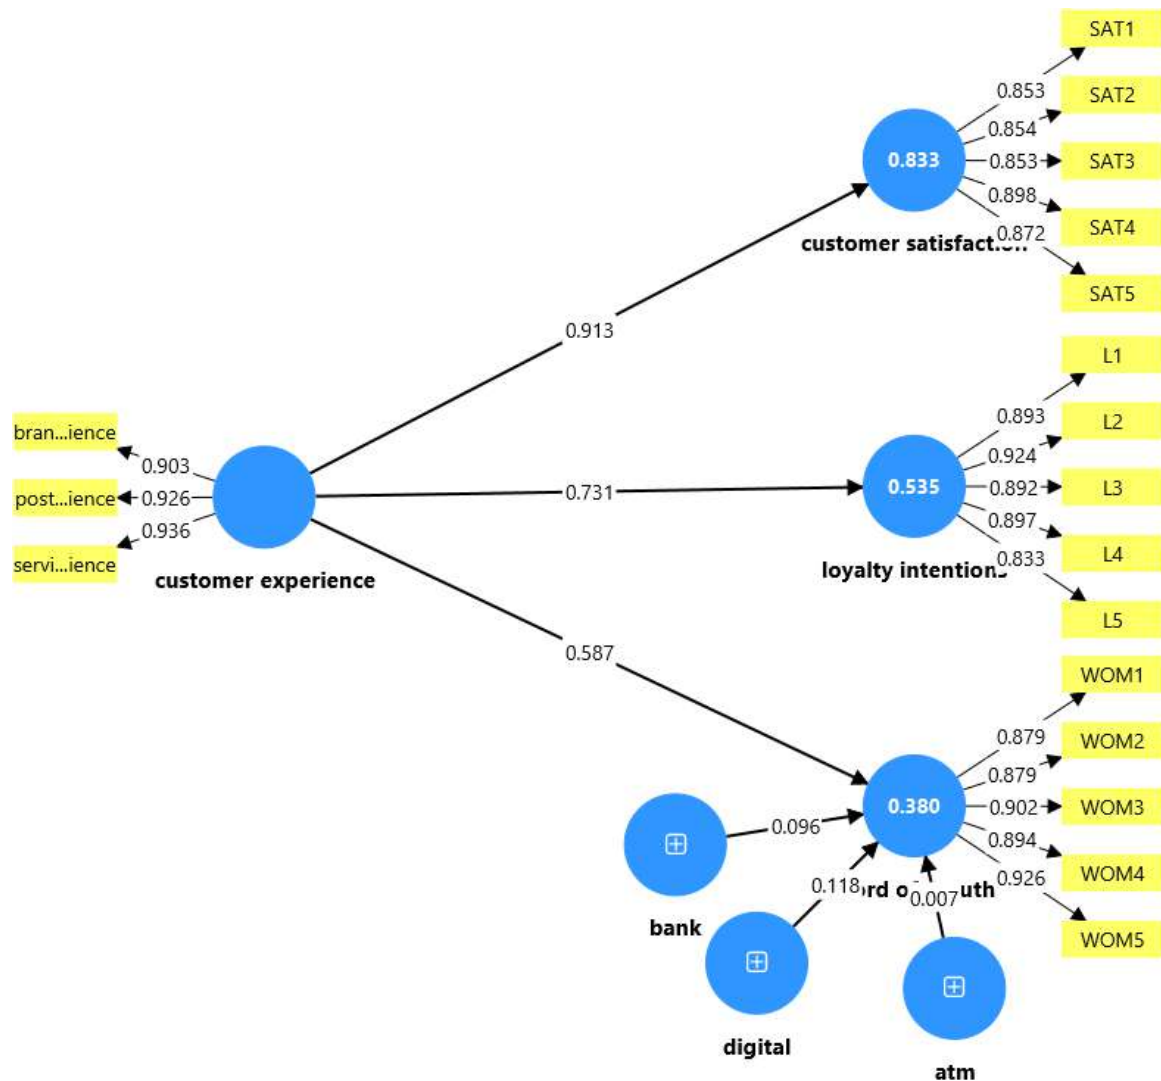 SAT1
0.853
SAT2
0.854
0.833
0.853
SAT3
0.898
SAT4
0.872
customer
SAT5
0.913
L1
0.893
L2
0.924
bran...ience
0.903
0.731
0.535
0.892
L3
post...ience
0.926
0.897
L4
0.936
servi...ience
0.833
customer experience
loyalty intentions
L5
0.587
WOM1
0.879
WOM2
0.879
0.380
0.902
WOM3
0.096
0.894
WOM4
0.926
0.118
0.007
bank
WOM5
digital
atm